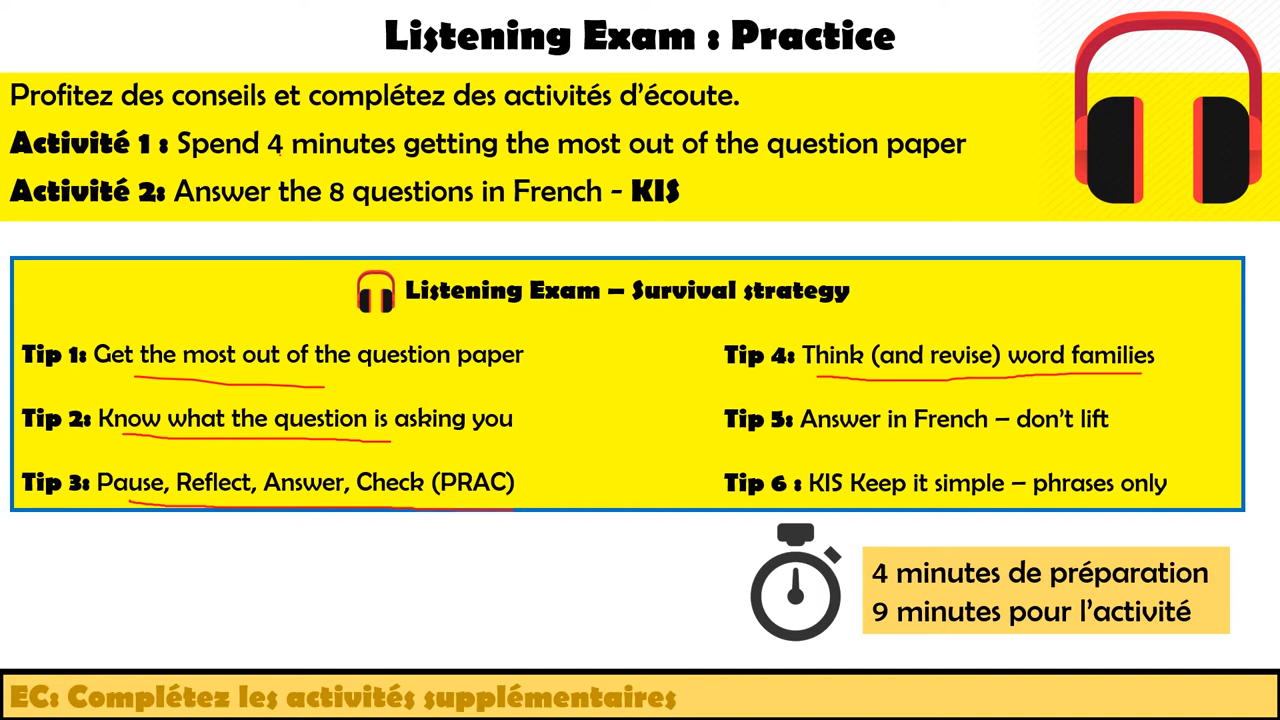 Listening Exam : Practice
Profitez des conseils et complétez des activités d’écoute.
Activité 1 : Spend 4 minutes getting the most out of the question paper
Activité 2: Answer the 8 questions in French - KIS
Listening Exam – Survival strategy
Tip 1: Get the most out of the question paper
Tip 2: Know what the question is asking you
Tip 3: Pause, Reflect, Answer, Check (PRAC)
Tip 4: Think (and revise) word families
Tip 5: Answer in French – don’t lift
Tip 6 : KIS Keep it simple – phrases only
4 minutes de préparation
9 minutes pour l’activité
EC: Complétez les activités supplémentaires